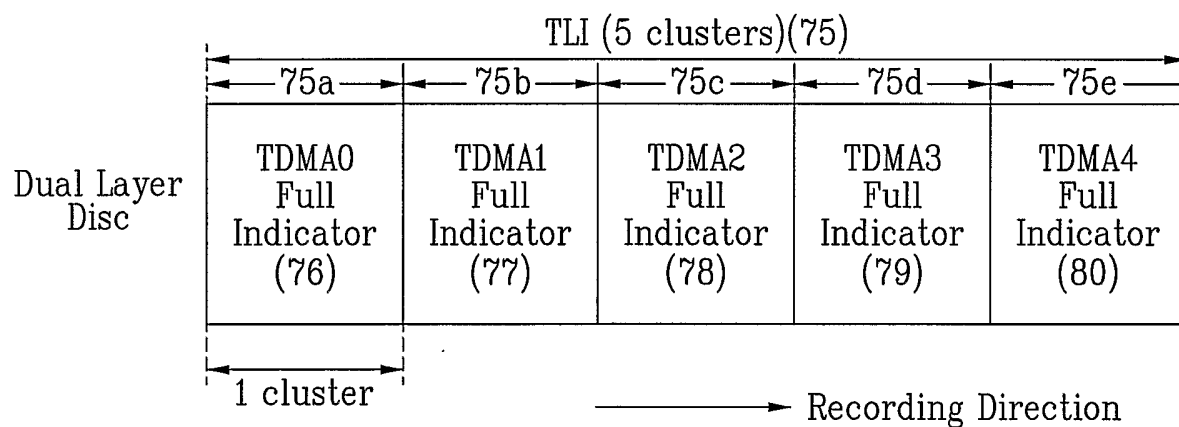 TLI (5 clusters)(75)
75a 75b 75c 75d 75e
Dual Layer
Disc
TDMA0
Full
Indicator
(76)
TDMA1
Full
Indicator
(77)
TDMA2
Full
Indicator
(78)
TDMA3
Full
Indicator
(79)
TDMA4
Full
Indicator
(80)
1 cluster
Recording Direction